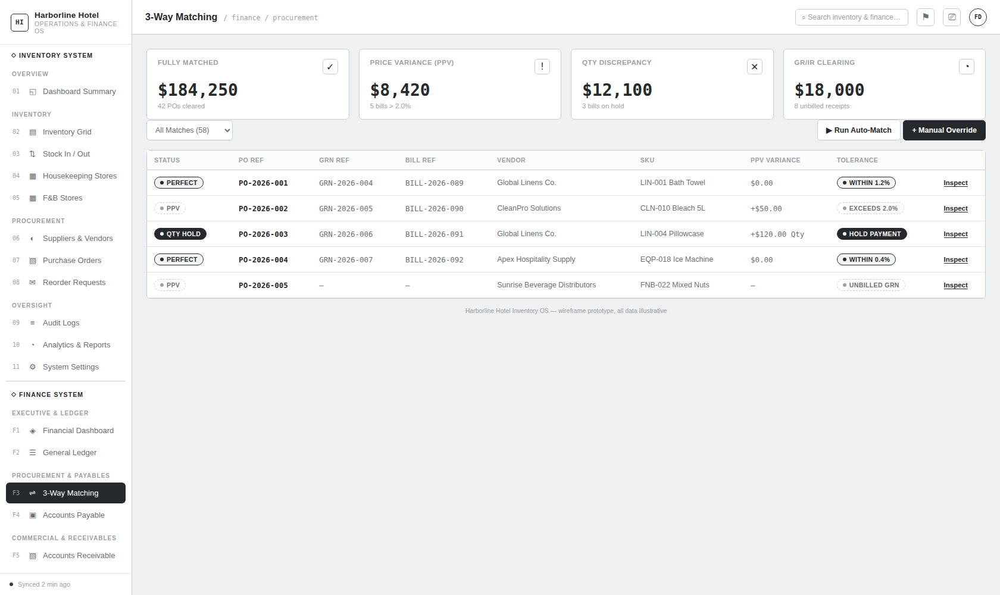 HI
Harborline Hotel
OPERATIONS & FINANCE
OS
INVENTORY SYSTEM
OVERVIEW
01 Dashboard Summary
INVENTORY
02 Inventory Grid
03 Stock In / Out
04 Housekeeping Stores
05 F&B Stores
PROCUREMENT
06 Suppliers & Vendors
07 Purchase Orders
08 Reorder Requests
OVERSIGHT
09 Audit Logs
10 Analytics & Reports
11 System Settings
FINANCE SYSTEM
EXECUTIVE & LEDGER
F1 Financial Dashboard
F2 General Ledger
PROCUREMENT & PAYABLES
F3 3-Way Matching
F4 Accounts Payable
COMMERCIAL & RECEIVABLES
F5 Accounts Receivable
Synced 2 min ago
3-Way Matching / finance / procurement
Search inventory & finance…
FD
FULLY MATCHED
$184,250
42 POs cleared
PRICE VARIANCE (PPV)
!
$8,420
5 bills > 2.0%
QTY DISCREPANCY
$12,100
3 bills on hold
GR/IR CLEARING
$18,000
8 unbilled receipts
All Matches (58)
▶ Run Auto-Match
+ Manual Override
STATUS PO REF GRN REF BILL REF VENDOR SKU PPV VARIANCE TOLERANCE
PERFECT PO-2026-001 GRN-2026-004 BILL-2026-089 Global Linens Co. LIN-001 Bath Towel $0.00 WITHIN 1.2% Inspect
PPV PO-2026-002 GRN-2026-005 BILL-2026-090 CleanPro Solutions CLN-010 Bleach 5L +$50.00 EXCEEDS 2.0% Inspect
QTY HOLD PO-2026-003 GRN-2026-006 BILL-2026-091 Global Linens Co. LIN-004 Pillowcase +$120.00 Qty HOLD PAYMENT Inspect
PERFECT PO-2026-004 GRN-2026-007 BILL-2026-092 Apex Hospitality Supply EQP-018 Ice Machine $0.00 WITHIN 0.4% Inspect
PPV PO-2026-005 — — Sunrise Beverage Distributors FNB-022 Mixed Nuts — UNBILLED GRN Inspect
Harborline Hotel Inventory OS — wireframe prototype, all data illustrative